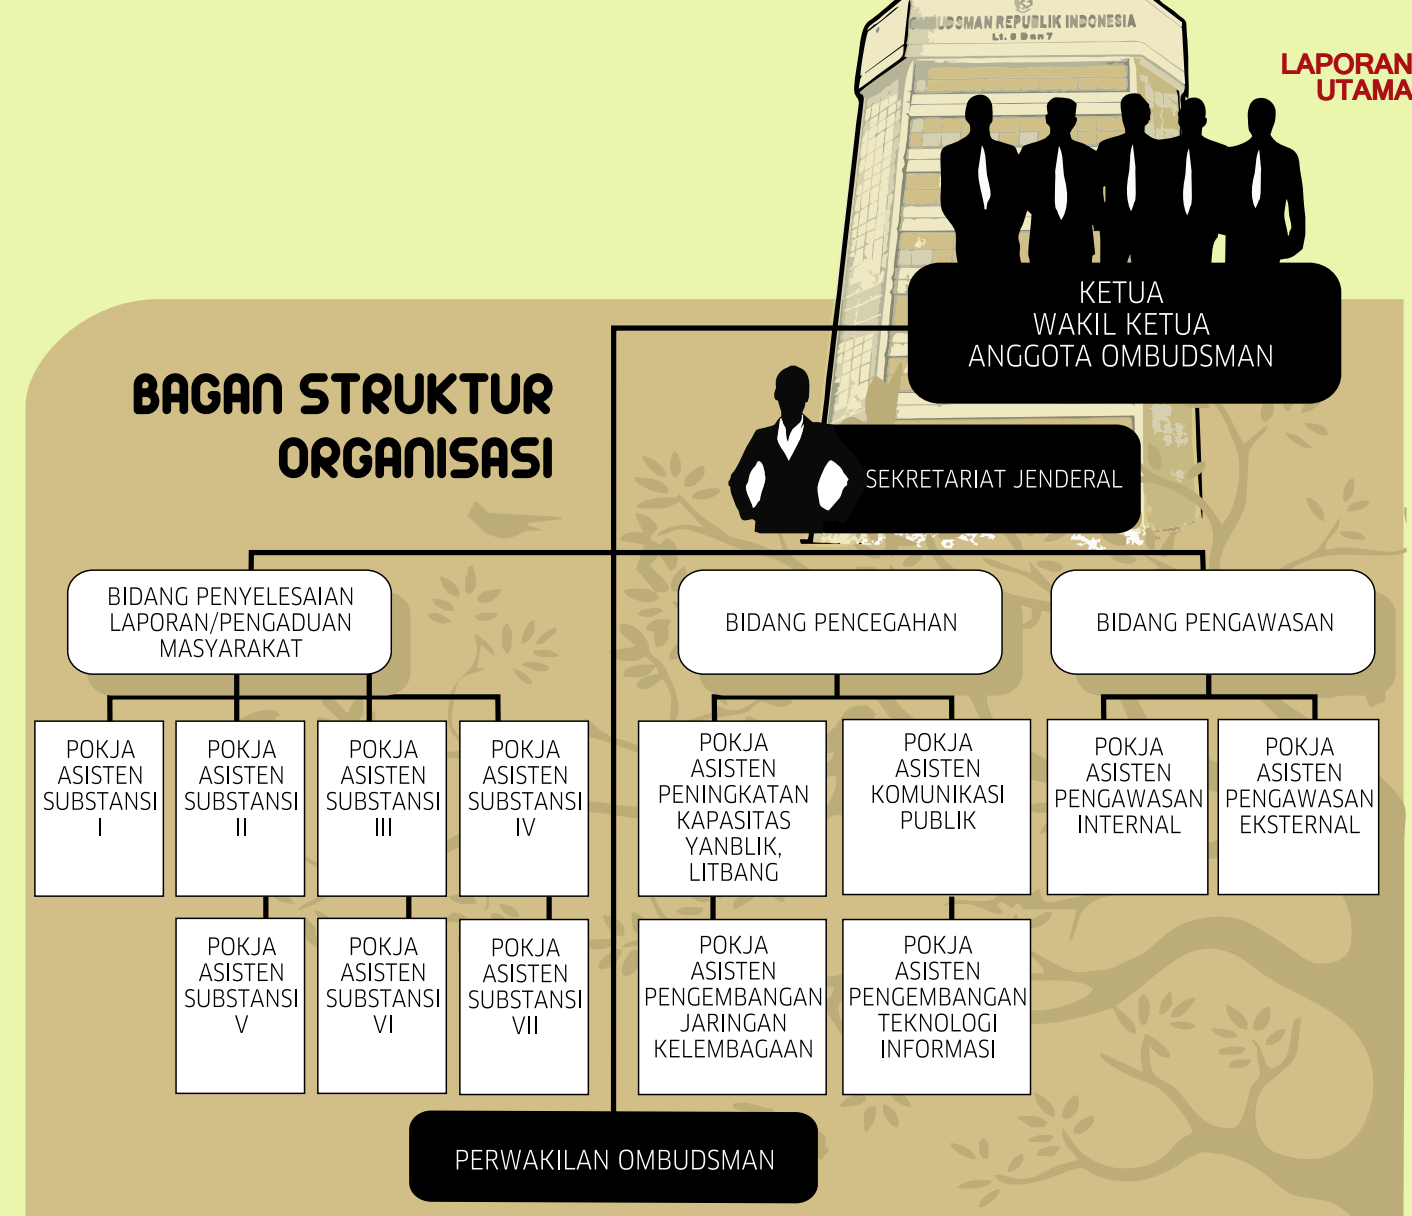 OMBUDSMAN REPUBLIK INDONESIA
Lt. 6 Dan 7
LAPORAN
UTAMA
KETUA
WAKIL KETUA
ANGGOTA OMBUDSMAN
BAGAN STRUKTUR
ORGANISASI
SEKRETARIAT JENDERAL
BIDANG PENYELESAIAN
LAPORAN/PENGADUAN
MASYARAKAT
BIDANG PENCEGAHAN
BIDANG PENGAWASAN
POKJA
ASISTEN
SUBSTANSI
I
POKJA
ASISTEN
SUBSTANSI
II
POKJA
ASISTEN
SUBSTANSI
III
POKJA
ASISTEN
SUBSTANSI
IV
POKJA
ASISTEN
PENINGKATAN
KAPASITAS
YANBLIK,
LITBANG
POKJA
ASISTEN
KOMUNIKASI
PUBLIK
POKJA
ASISTEN
PENGAWASAN
INTERNAL
POKJA
ASISTEN
PENGAWASAN
EKSTERNAL
POKJA
ASISTEN
SUBSTANSI
V
POKJA
ASISTEN
SUBSTANSI
VI
POKJA
ASISTEN
SUBSTANSI
VII
POKJA
ASISTEN
PENGEMBANGAN
JARINGAN
KELEMBAGAAN
POKJA
ASISTEN
PENGEMBANGAN
TEKNOLOGI
INFORMASI
PERWAKILAN OMBUDSMAN